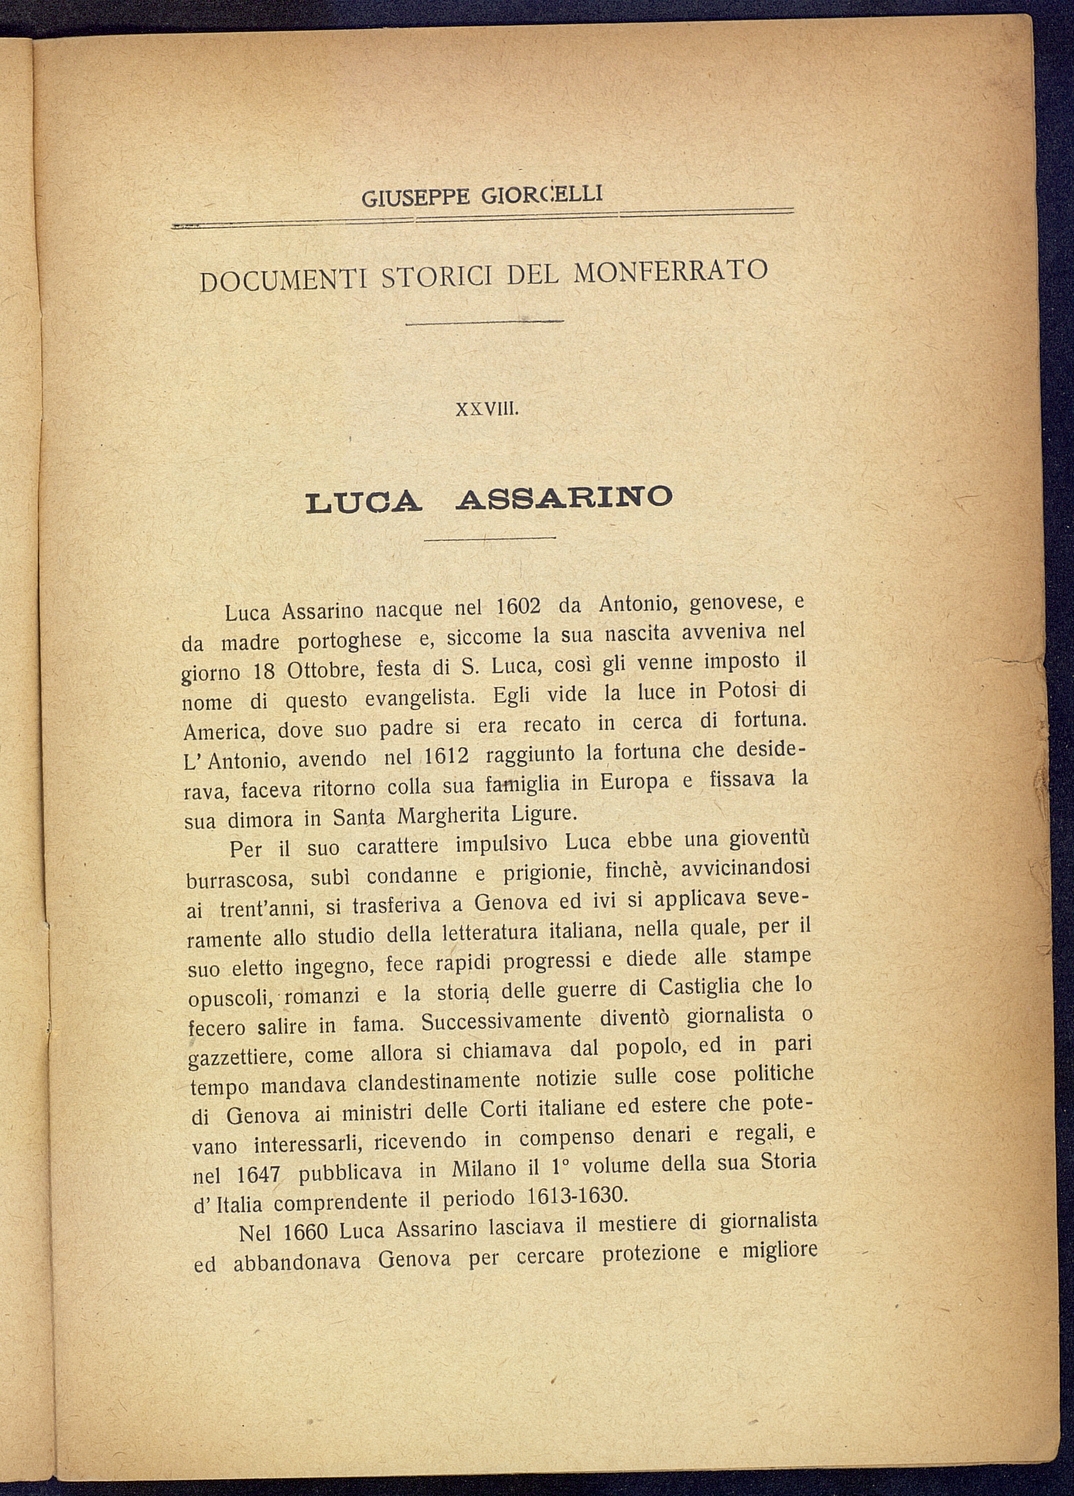 GIUSEPPE GIORCELLI
DOCUMENTI STORICI DEL MONFERRATO
XXVIII.
LUCA ASSARINO
Luca Assarino nacque nel 1602 da Antonio, genovese, e
da madre portoghese e, siccome la sua nascita avveniva nel
giorno 18 Ottobre, festa di S. Luca, così gli venne imposto il
nome di questo evangelista. Egli vide la luce in Potosi di
America, dove suo padre si era recato in cerca di fortuna.
L' Antonio, avendo nel 1612 raggiunto la fortuna che deside-
rava, faceva ritorno colla sua famiglia in Europa e fissava la
sua dimora in Santa Margherita Ligure.
Per il suo carattere impulsivo Luca ebbe una gioventù
burrascosa, subì condanne e prigionie, finchè, avvicinandosi
ai trent'anni, si trasferiva a Genova ed ivi si applicava seve-
ramente allo studio della letteratura italiana, nella quale, per il
suo eletto ingegno, fece rapidi progressi e diede alle stampe
opuscoli, romanzi e la storia delle guerre di Castiglia che lo
fecero salire in fama. Successivamente diventò giornalista o
gazzettiere, come allora si chiamava dal popolo, ed in pari
tempo mandava clandestinamente notizie sulle cose politiche
di Genova ai ministri delle Corti italiane ed estere che pote-
vano interessarli, ricevendo in compenso denari e regali, e
nel 1647 pubblicava in Milano il 1° volume della sua Storia
d' Italia comprendente il periodo 1613-1630.
Nel 1660 Luca Assarino lasciava il mestiere di giornalista
ed abbandonava Genova per cercare protezione e migliore